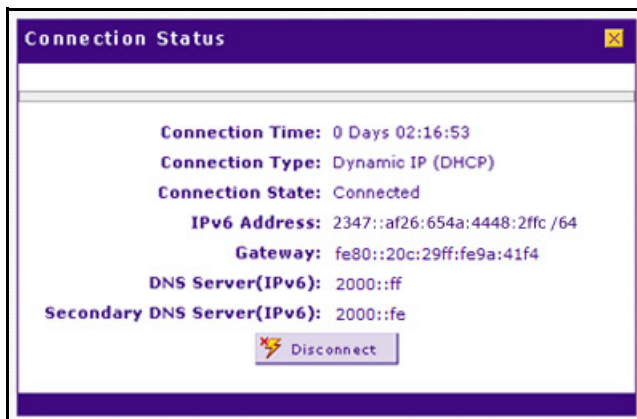 Connection Status
Connection Time: 0 Days 02:16:53
Connection Type: Dynamic IP (DHCP)
Connection State: Connected
IPv6 Address: 2347::af26:654a:4448:2ffc /64
Gateway: fe80::20c:29ff:fe9a:41f4
DNS Server(IPv6): 2000::ff
Secondary DNS Server(IPv6): 2000::fe
Disconnect